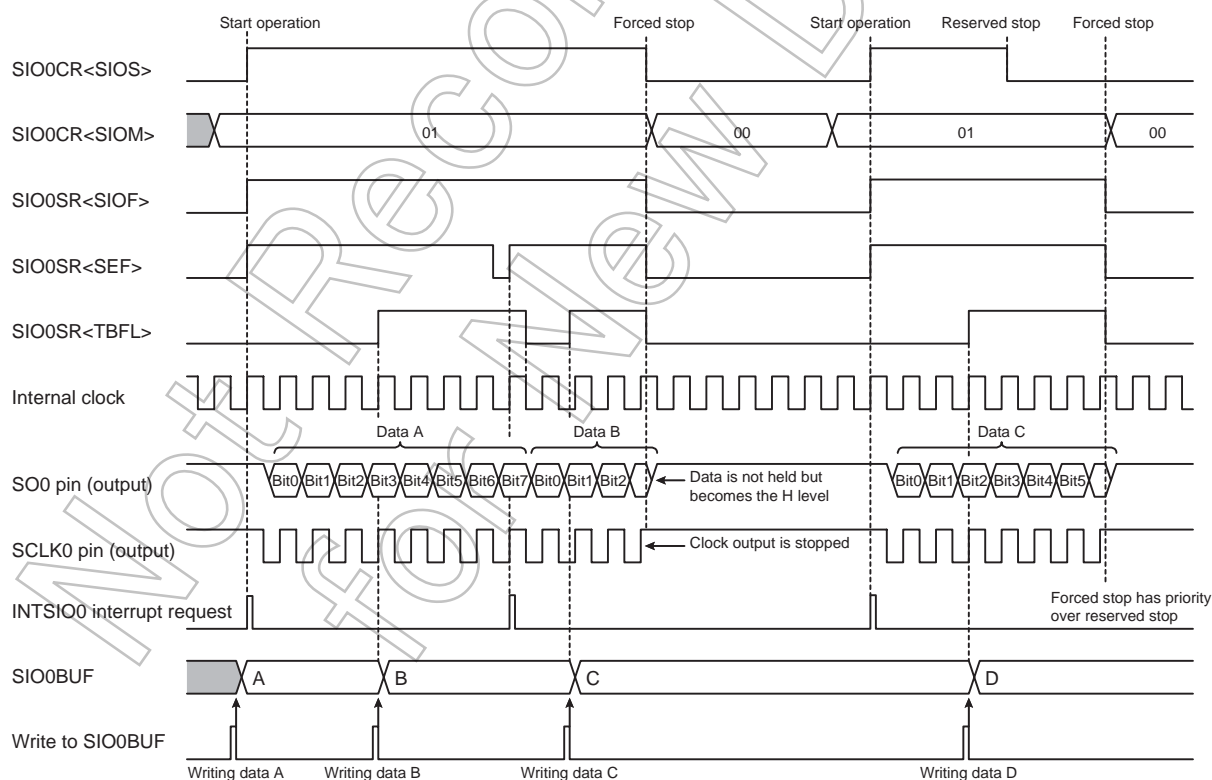 Start operation Forced stop Start operation Reserved stop Forced stop
SIO0CR<SIOS>
SIO0CR<SIOM> 01 00 01 00
SIO0SR<SIOF>
SIO0SR<SEF>
SIO0SR<TBFL>
Internal clock
Data A Data B Data C
SO0 pin (output) Bit0 Bit1 Bit2 Bit3 Bit4 Bit5 Bit6 Bit7 Bit0 Bit1 Bit2 Data is not held but Bit0 Bit1 Bit2 Bit3 Bit4 Bit5
becomes the H level
SCLK0 pin (output) Clock output is stopped
INTSIO0 interrupt request Forced stop has priority
over reserved stop
SIO0BUF A B C D
Write to SIO0BUF
Writing data A Writing data B Writing data C Writing data D
Not Reco
for New D